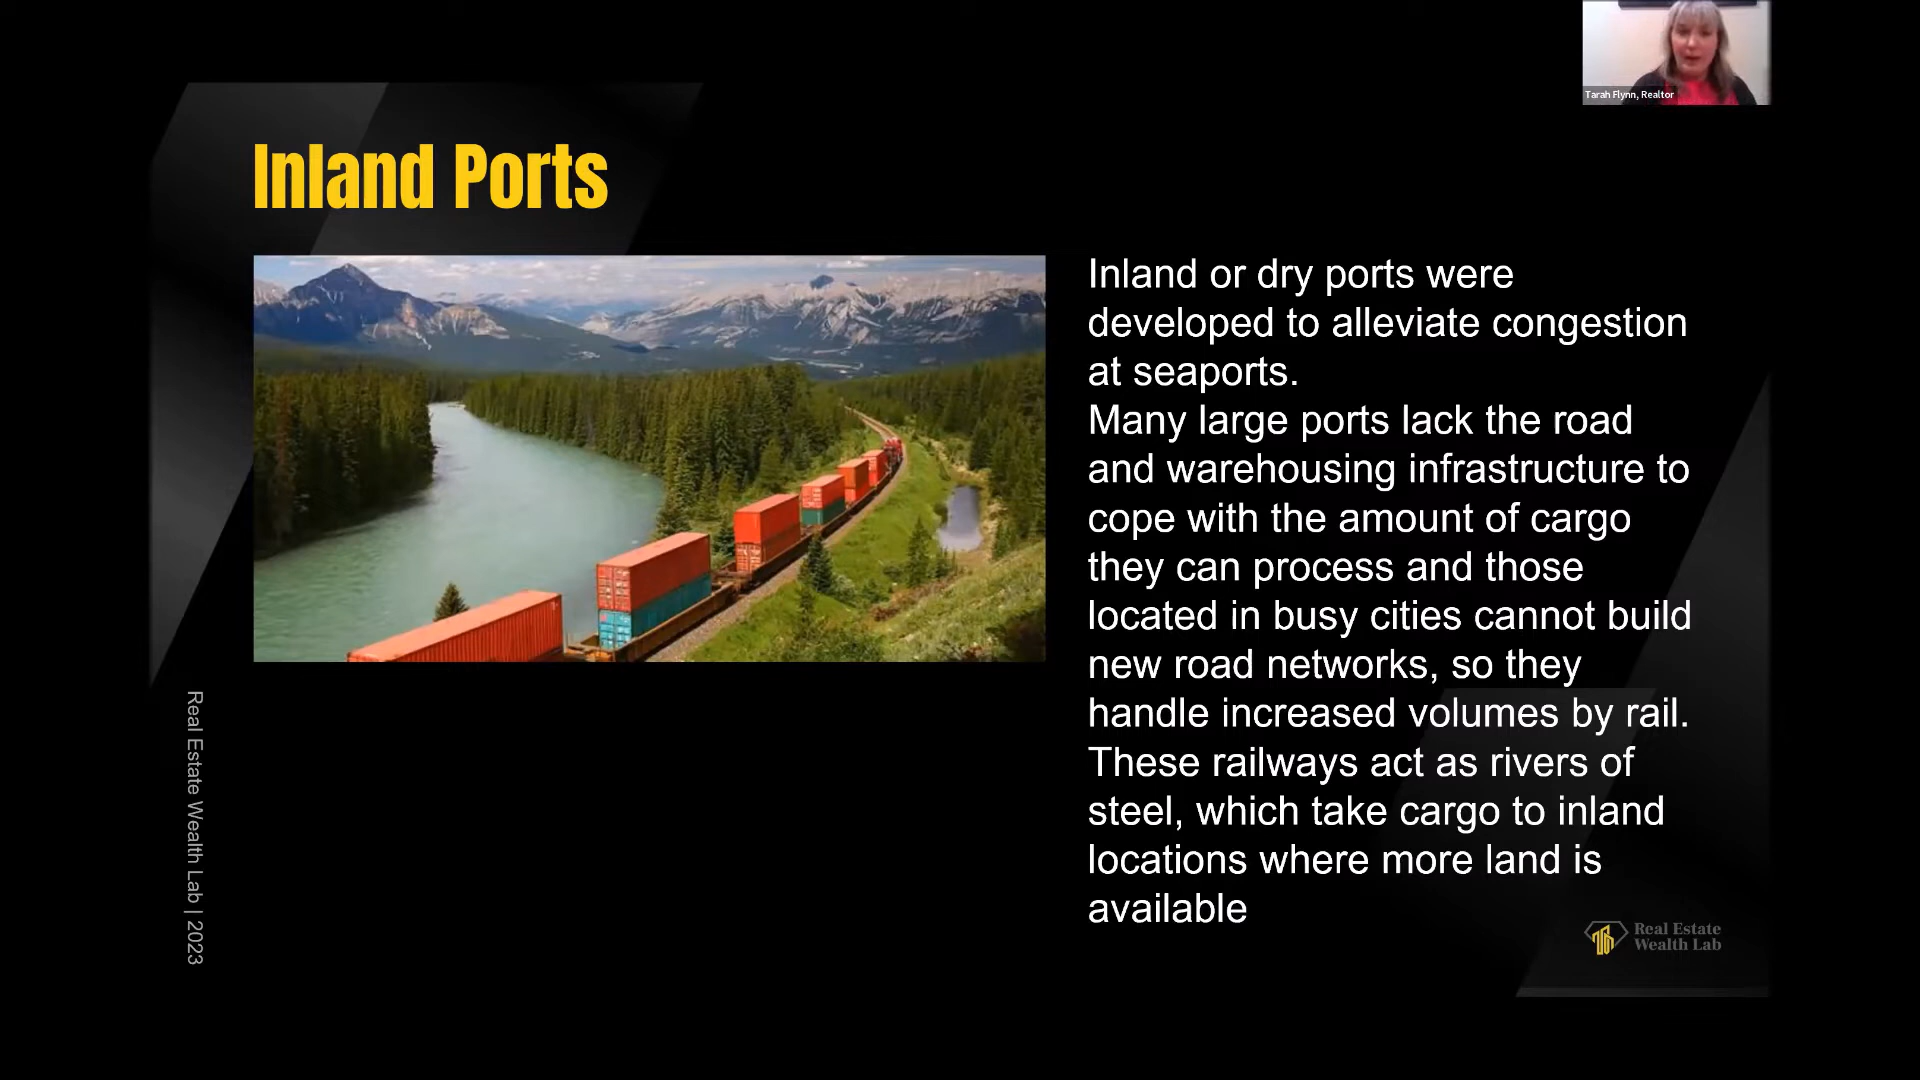 Tarah Flynn, Realtor
Inland Ports
Inland or dry ports were
developed to alleviate congestion
at seaports.
Many large ports lack the road
and warehousing infrastructure to
cope with the amount of cargo
they can process and those
located in busy cities cannot build
new road networks, so they
handle increased volumes by rail.
These railways act as rivers of
steel, which take cargo to inland
locations where more land is
available
Real Estate Wealth Lab | 2023
Real Estate
Wealth Lab